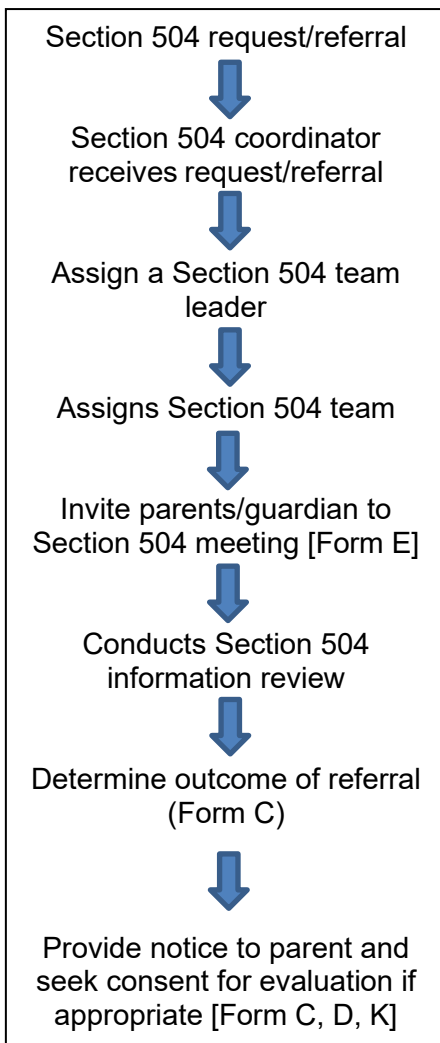 Section 504 request/referral
Section 504 coordinator
receives request/referral
Assign a Section 504 team
leader
Assigns Section 504 team
Invite parents/guardian to
Section 504 meeting [Form E]
Conducts Section 504
information review
Determine outcome of referral
(Form C)
Provide notice to parent and
seek consent for evaluation if
appropriate [Form C, D, K]